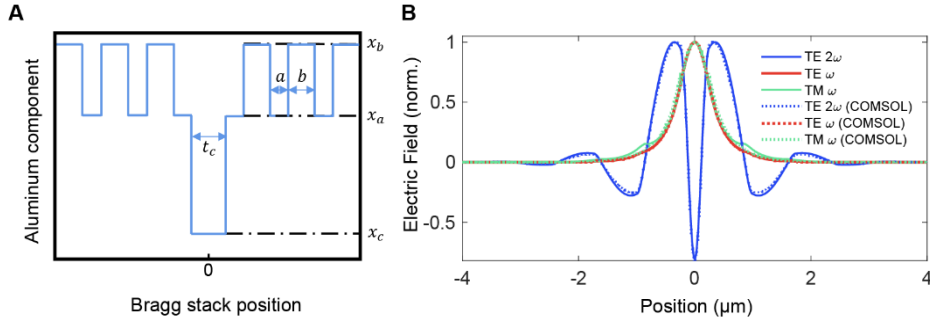 A
Aluminum component
x_b
a
b
x_a
t_c
x_c
0
Bragg stack position
B
Electric Field (norm.)
1
0.5
0
-0.5
TE 2ω
TE ω
TM ω
TE 2ω (COMSOL)
TE ω (COMSOL)
TM ω (COMSOL)
-4
-2
0
2
4
Position (µm)